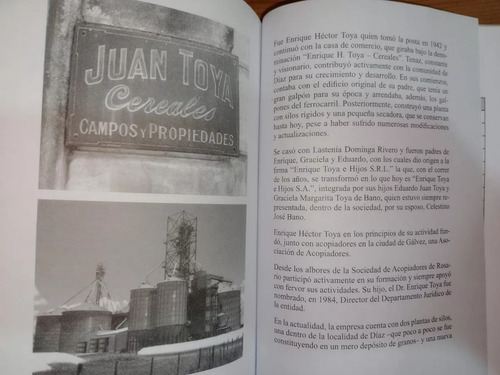 JUAN TOYA
Cereales
CAMPOS Y PROPIEDADES
Fue Enrique Héctor Toya quien tomó la posta en 1947 y
continuó con la casa de comercio, que giraba bajo la deno-
minación "Enrique H. Toya – Cereales". Tenaz, constante
y visionario, contribuyó activamente con la comunidad de
Díaz para su crecimiento y desarrollo. En sus comienzos,
contaba con el edificio original de su padre, que tenía un
gran galpón para su época y arrendaba, además, los galpo-
nes del ferrocarril. Posteriormente, construyó una planta
con silos rígidos y una pequeña secadora, que se conservan
hasta hoy, pese a haber sufrido numerosas modificaciones
y actualizaciones.
Se casó con Lastenia Dominga Rivero y fueron padres de
Enrique, Graciela y Eduardo, con los cuales dio origen a la
firma "Enrique Toya e Hijos S.R.L." la que, con el correr
de los años, se transformó en lo que hoy es "Enrique Toya
e Hijos S.A.", integrada por sus hijos Eduardo Juan Toya y
Graciela Margarita Toya de Bano, quien estuvo siempre re-
presentada, dentro de la sociedad, por su esposo, Celestino
José Bano.
Enrique Héctor Toya en los principios de su actividad fun-
dó, junto con acopiadores en la ciudad de Gálvez, una Aso-
ciación de Acopiadores.
Desde los albores de la Sociedad de Acopiadores de Rosa-
rio participó activamente en su formación y siempre apoyó
con fervor sus actividades. Su hijo, el Dr. Enrique Toya fue
nombrado, en 1984, Director del Departamento Jurídico de
la entidad.
En la actualidad, la empresa cuenta con dos plantas de silos,
una dentro de la localidad de Díaz –que poco a poco se fue
constituyendo en un mero depósito de granos– y una nueva